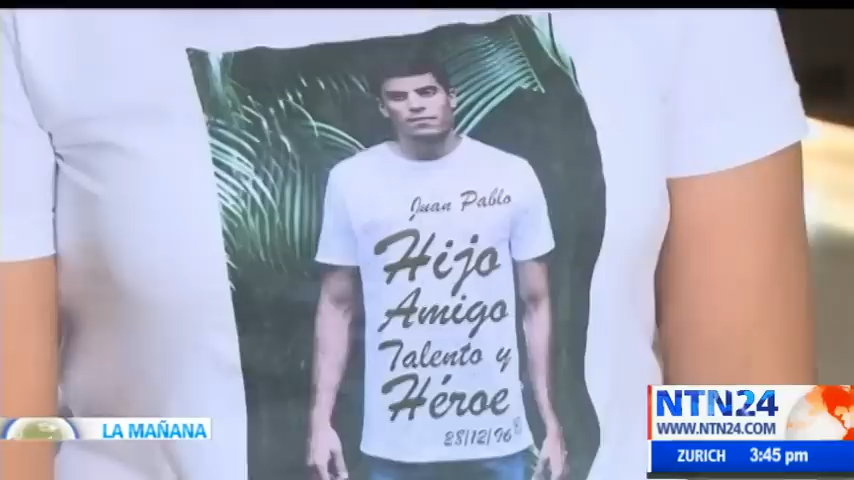 Juan Pablo
Hijo
Amigo
Talento y
Héroe
28/12/96
LA MAÑANA
NTN24
WWW.NTN24.COM
ZURICH 3:45 pm